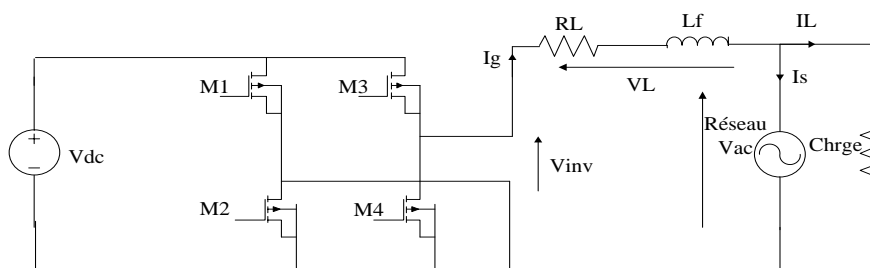 RL
Lf
IL
Ig
VL
Is
M1
M3
Réseau
Vac
Chrge
+
−
Vdc
Vinv
M2
M4